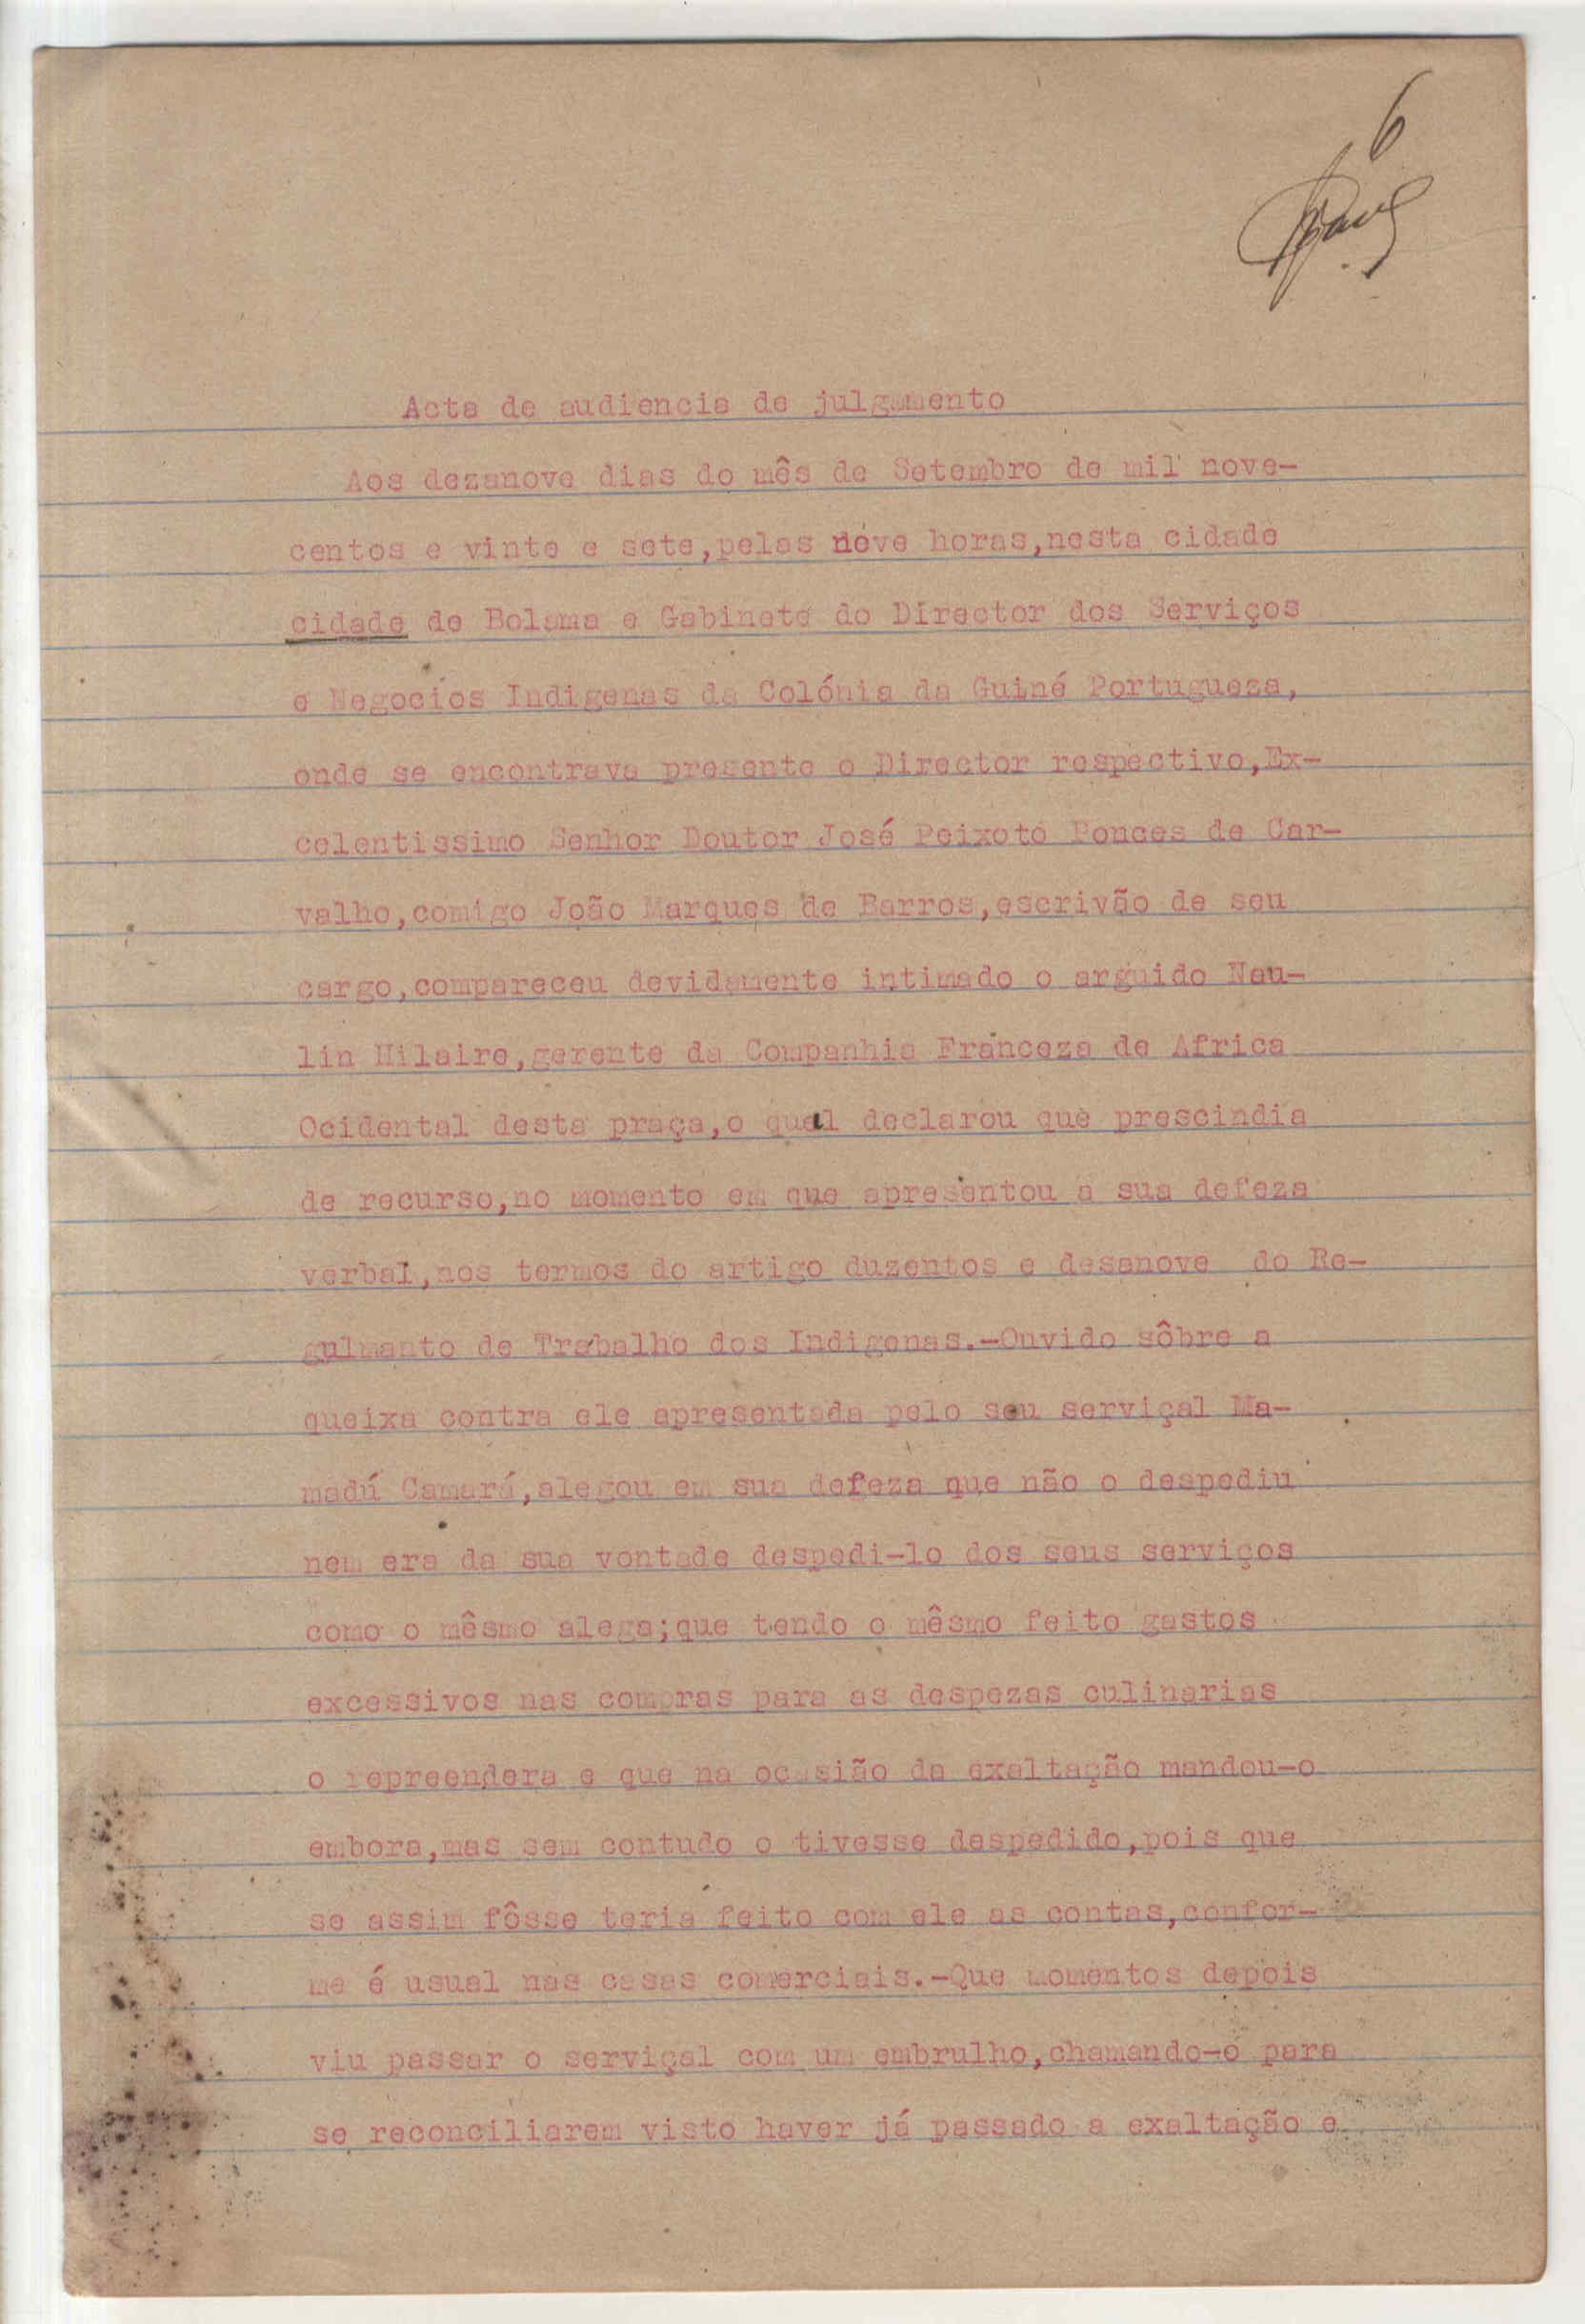 6
Acta de audiencia de julgamento
Aos dezanove dias do mês de Setembro de mil nove-
centos e vinte e sete,pelas nove horas,nesta cidade
cidade de Bolama e Gabinete do Director dos Serviços
e Negocios Indigenas da Colónia da Guiné Portugueza,
onde se encontrava presente o Director respectivo,Ex-
celentissimo Senhor Doutor José Peixoto Ponces de Car-
valho,comigo João Marques de Barros,escrivão de seu
cargo,compareceu devidamente intimado o arguido Nau-
lin Hilaire,gerente da Companhia Franceza de Africa
Ocidental desta praça,o qual declarou que prescindia
de recurso,no momento em que apresentou a sua defeza
verbal,nos termos do artigo duzentos e desanove do Re-
gulmanto de Trabalho dos Indigenas.-Ouvido sôbre a
queixa contra ele apresentada pelo seu serviçal Ma-
madú Camará,alegou em sua defeza que não o despediu
nem era da sua vontade despedi-lo dos seus serviços
como o mêsmo alega;que tendo o mêsmo feito gastos
excessivos nas compras para as despezas culinarias
o repreendera e que na ocasião da exaltação mandou-o
embora,mas sem contudo o tivesse despedido,pois que
se assim fôsse teria feito com ele as contas,confor-
me é usual nas casas comerciais.-Que momentos depois
viu passar o serviçal com um embrulho,chamando-o para
se reconciliarem visto haver já passado a exaltação e